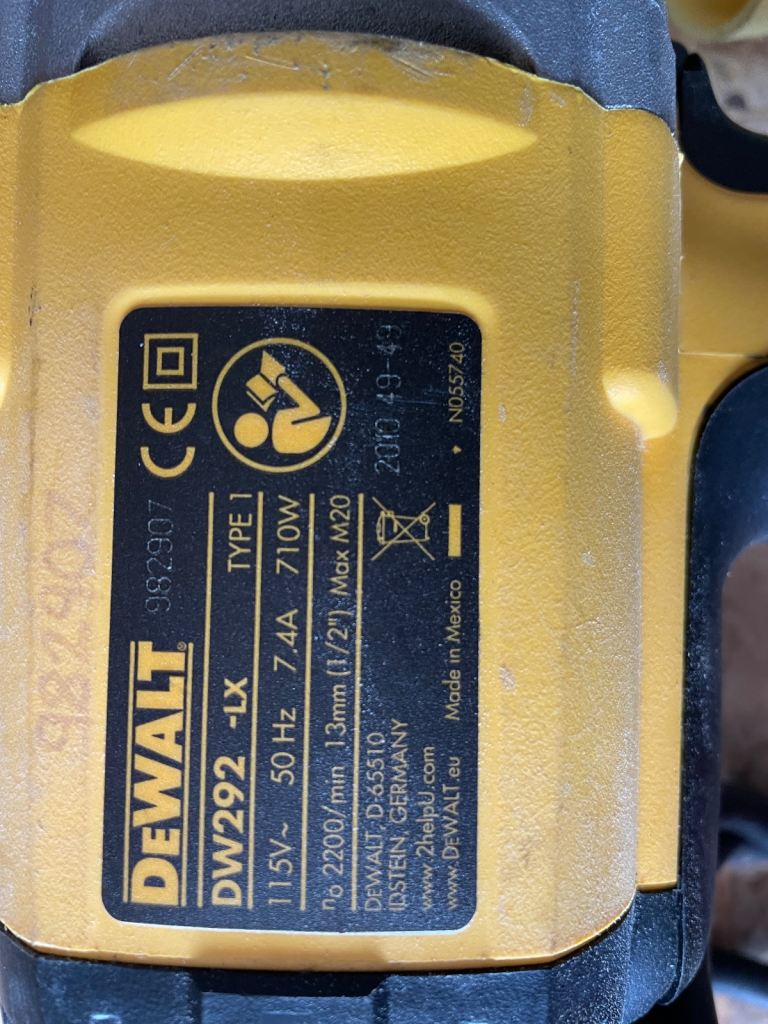 982907
DEWALT® 982907
DW292 -LX TYPE 1
115V~ 50 Hz 7.4A 710W
n₀ 2200/min 13mm (1/2") Max M20
DEWALT, D-65510
IDSTEIN, GERMANY
www.2helpU.com
www.DEWALT.eu Made in Mexico
CE
2010 49-49
N055740